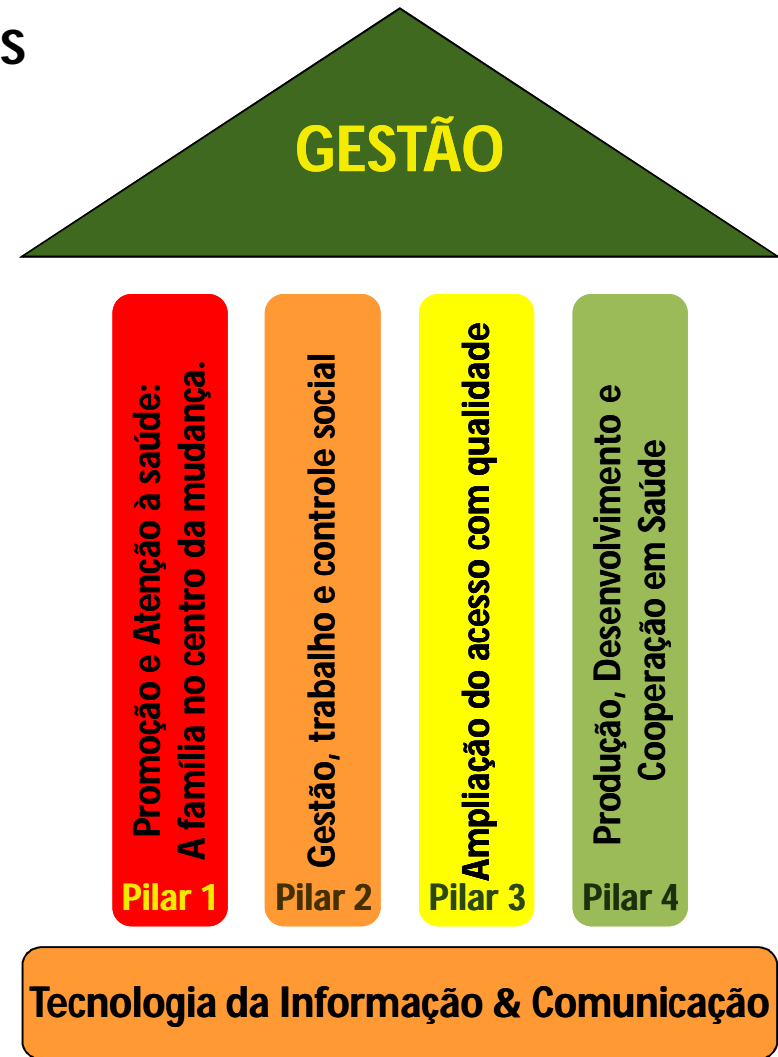 S
GESTÃO
Promoção e Atenção à saúde:
A família no centro da mudança.
Pilar 1
Gestão, trabalho e controle social
Pilar 2
Ampliação do acesso com qualidade
Pilar 3
Produção, Desenvolvimento e
Cooperação em Saúde
Pilar 4
Tecnologia da Informação & Comunicação